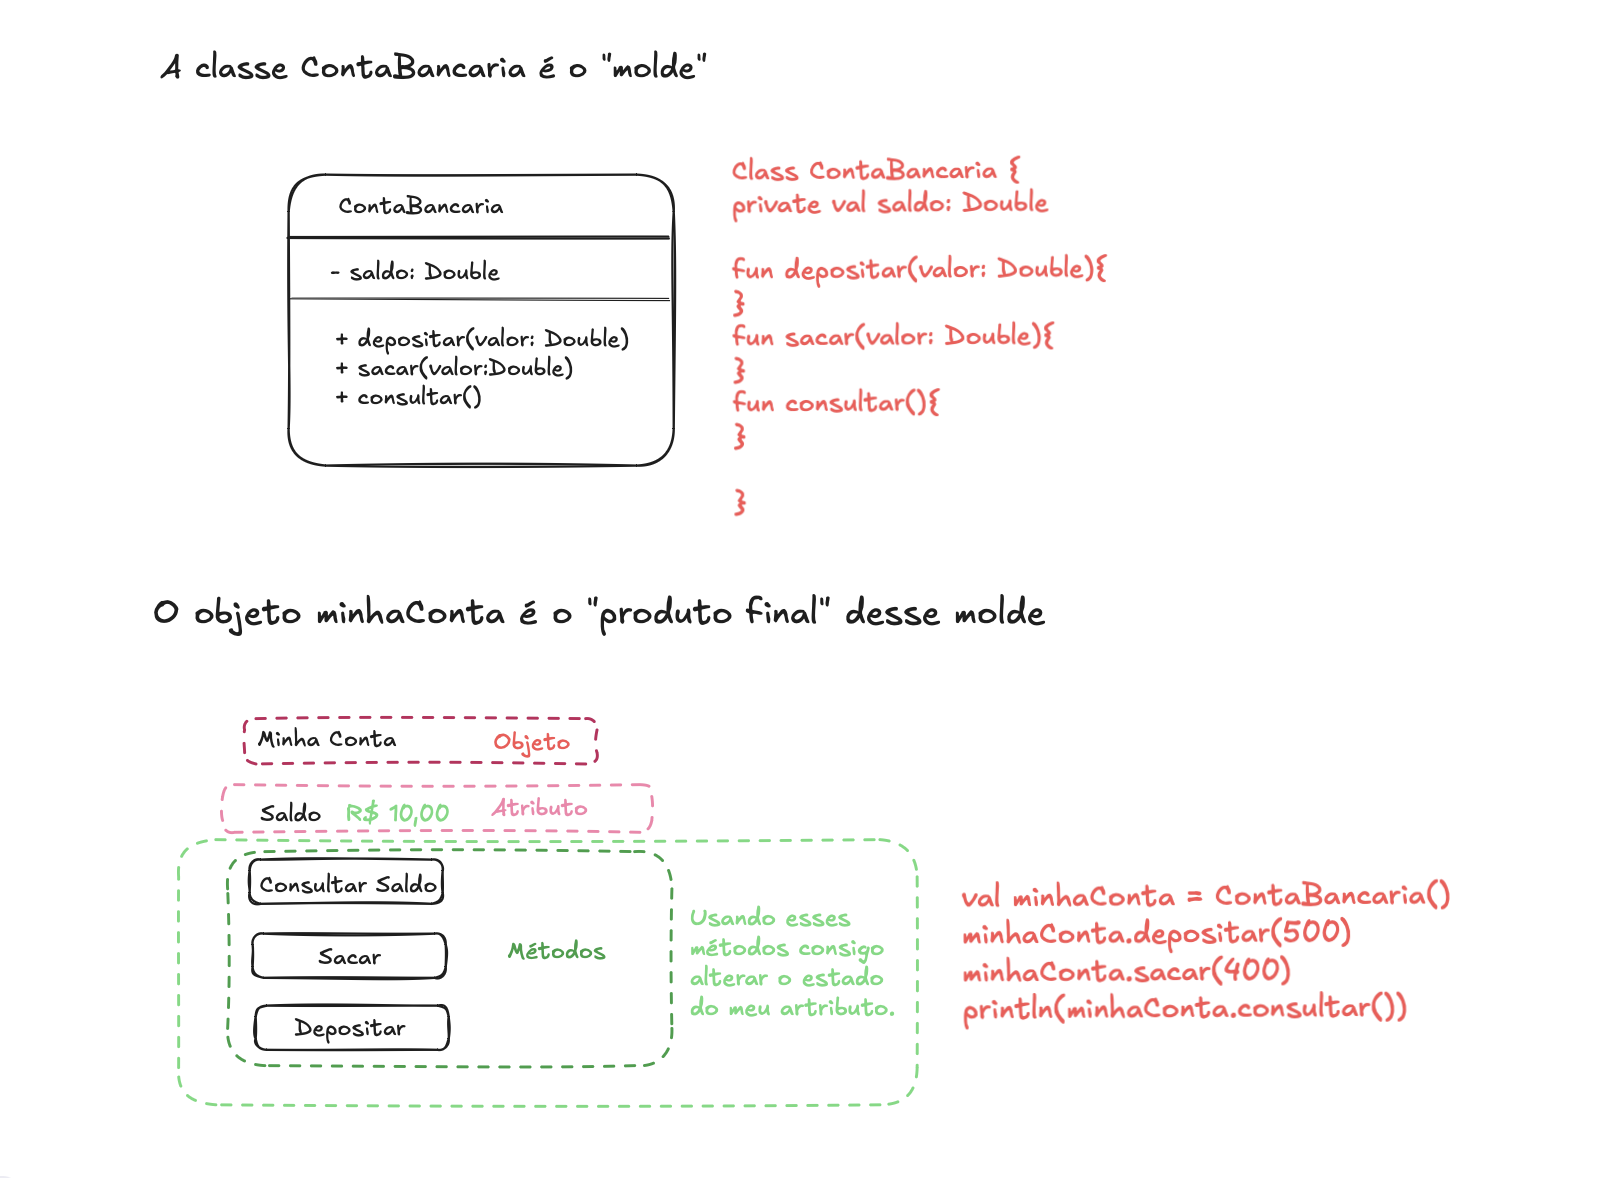 A classe ContaBancaria é o "molde"
ContaBancaria
- saldo: Double
+ depositar(valor: Double)
+ sacar(valor:Double)
+ consultar()
Class ContaBancaria {
private val saldo: Double
fun depositar(valor: Double){
}
fun sacar(valor: Double){
}
fun consultar(){
}
}
O objeto minhaConta é o "produto final" desse molde
Minha Conta Objeto
Saldo R$ 10,00 Atributo
Consultar Saldo
Sacar
Depositar
Métodos
Usando esses
métodos consigo
alterar o estado
do meu artributo.
val minhaConta = ContaBancaria()
minhaConta.depositar(500)
minhaConta.sacar(400)
println(minhaConta.consultar())